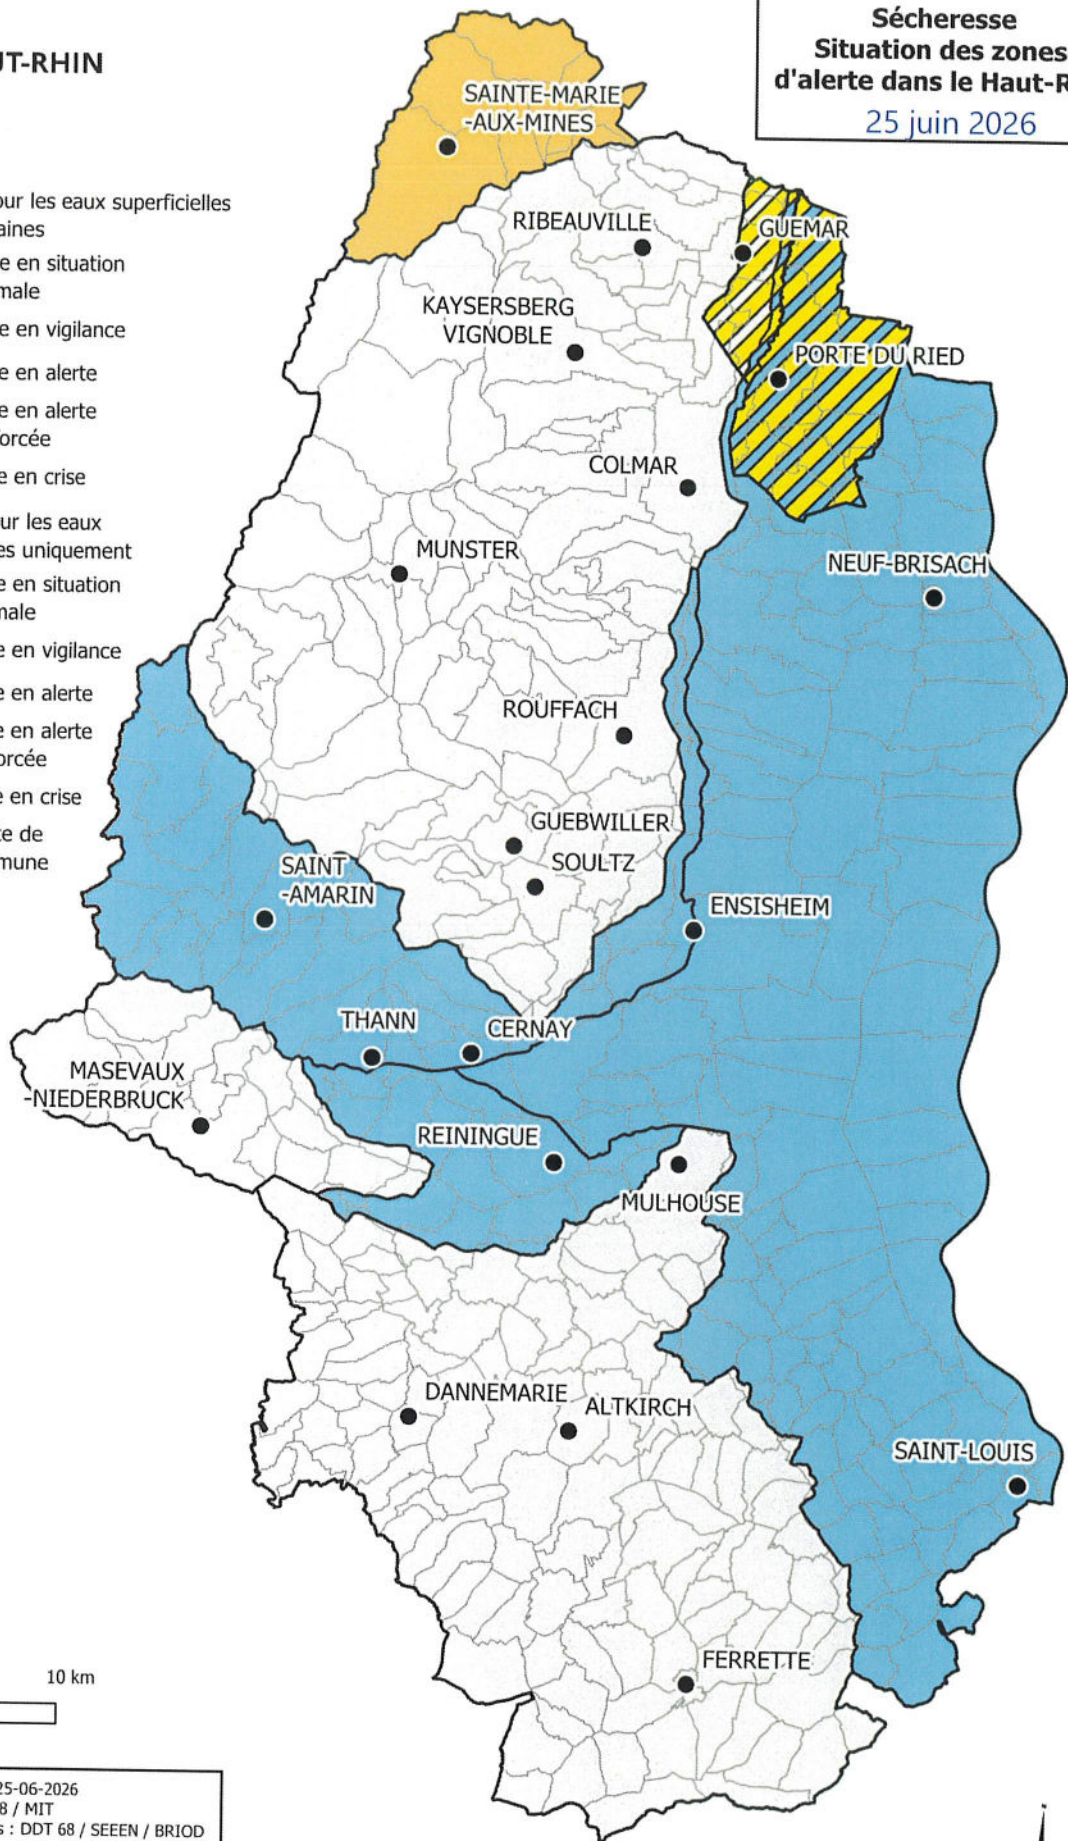 UT-RHIN
Sécheresse
Situation des zones
d'alerte dans le Haut-R
25 juin 2026
our les eaux superficielles
aines
e en situation
male
e en vigilance
e en alerte
e en alerte
forcée
e en crise
ur les eaux
es uniquement
e en situation
male
e en vigilance
e en alerte
e en alerte
orcée
e en crise
te de
mune
SAINTE-MARIE
-AUX-MINES
RIBEAUVILLE
GUEMAR
KAYSERSBERG
VIGNOBLE
PORTE DU RIED
COLMAR
MUNSTER
NEUF-BRISACH
ROUFFACH
GUEBWILLER
SOULTZ
SAINT
-AMARIN
ENSISHEIM
THANN
CERNAY
MASEVAUX
-NIEDERBRUCK
REININGUE
MULHOUSE
DANNEMARIE
ALTKIRCH
SAINT-LOUIS
FERRETTE
10 km
25-06-2026
8 / MIT
s : DDT 68 / SEEEN / BRIOD